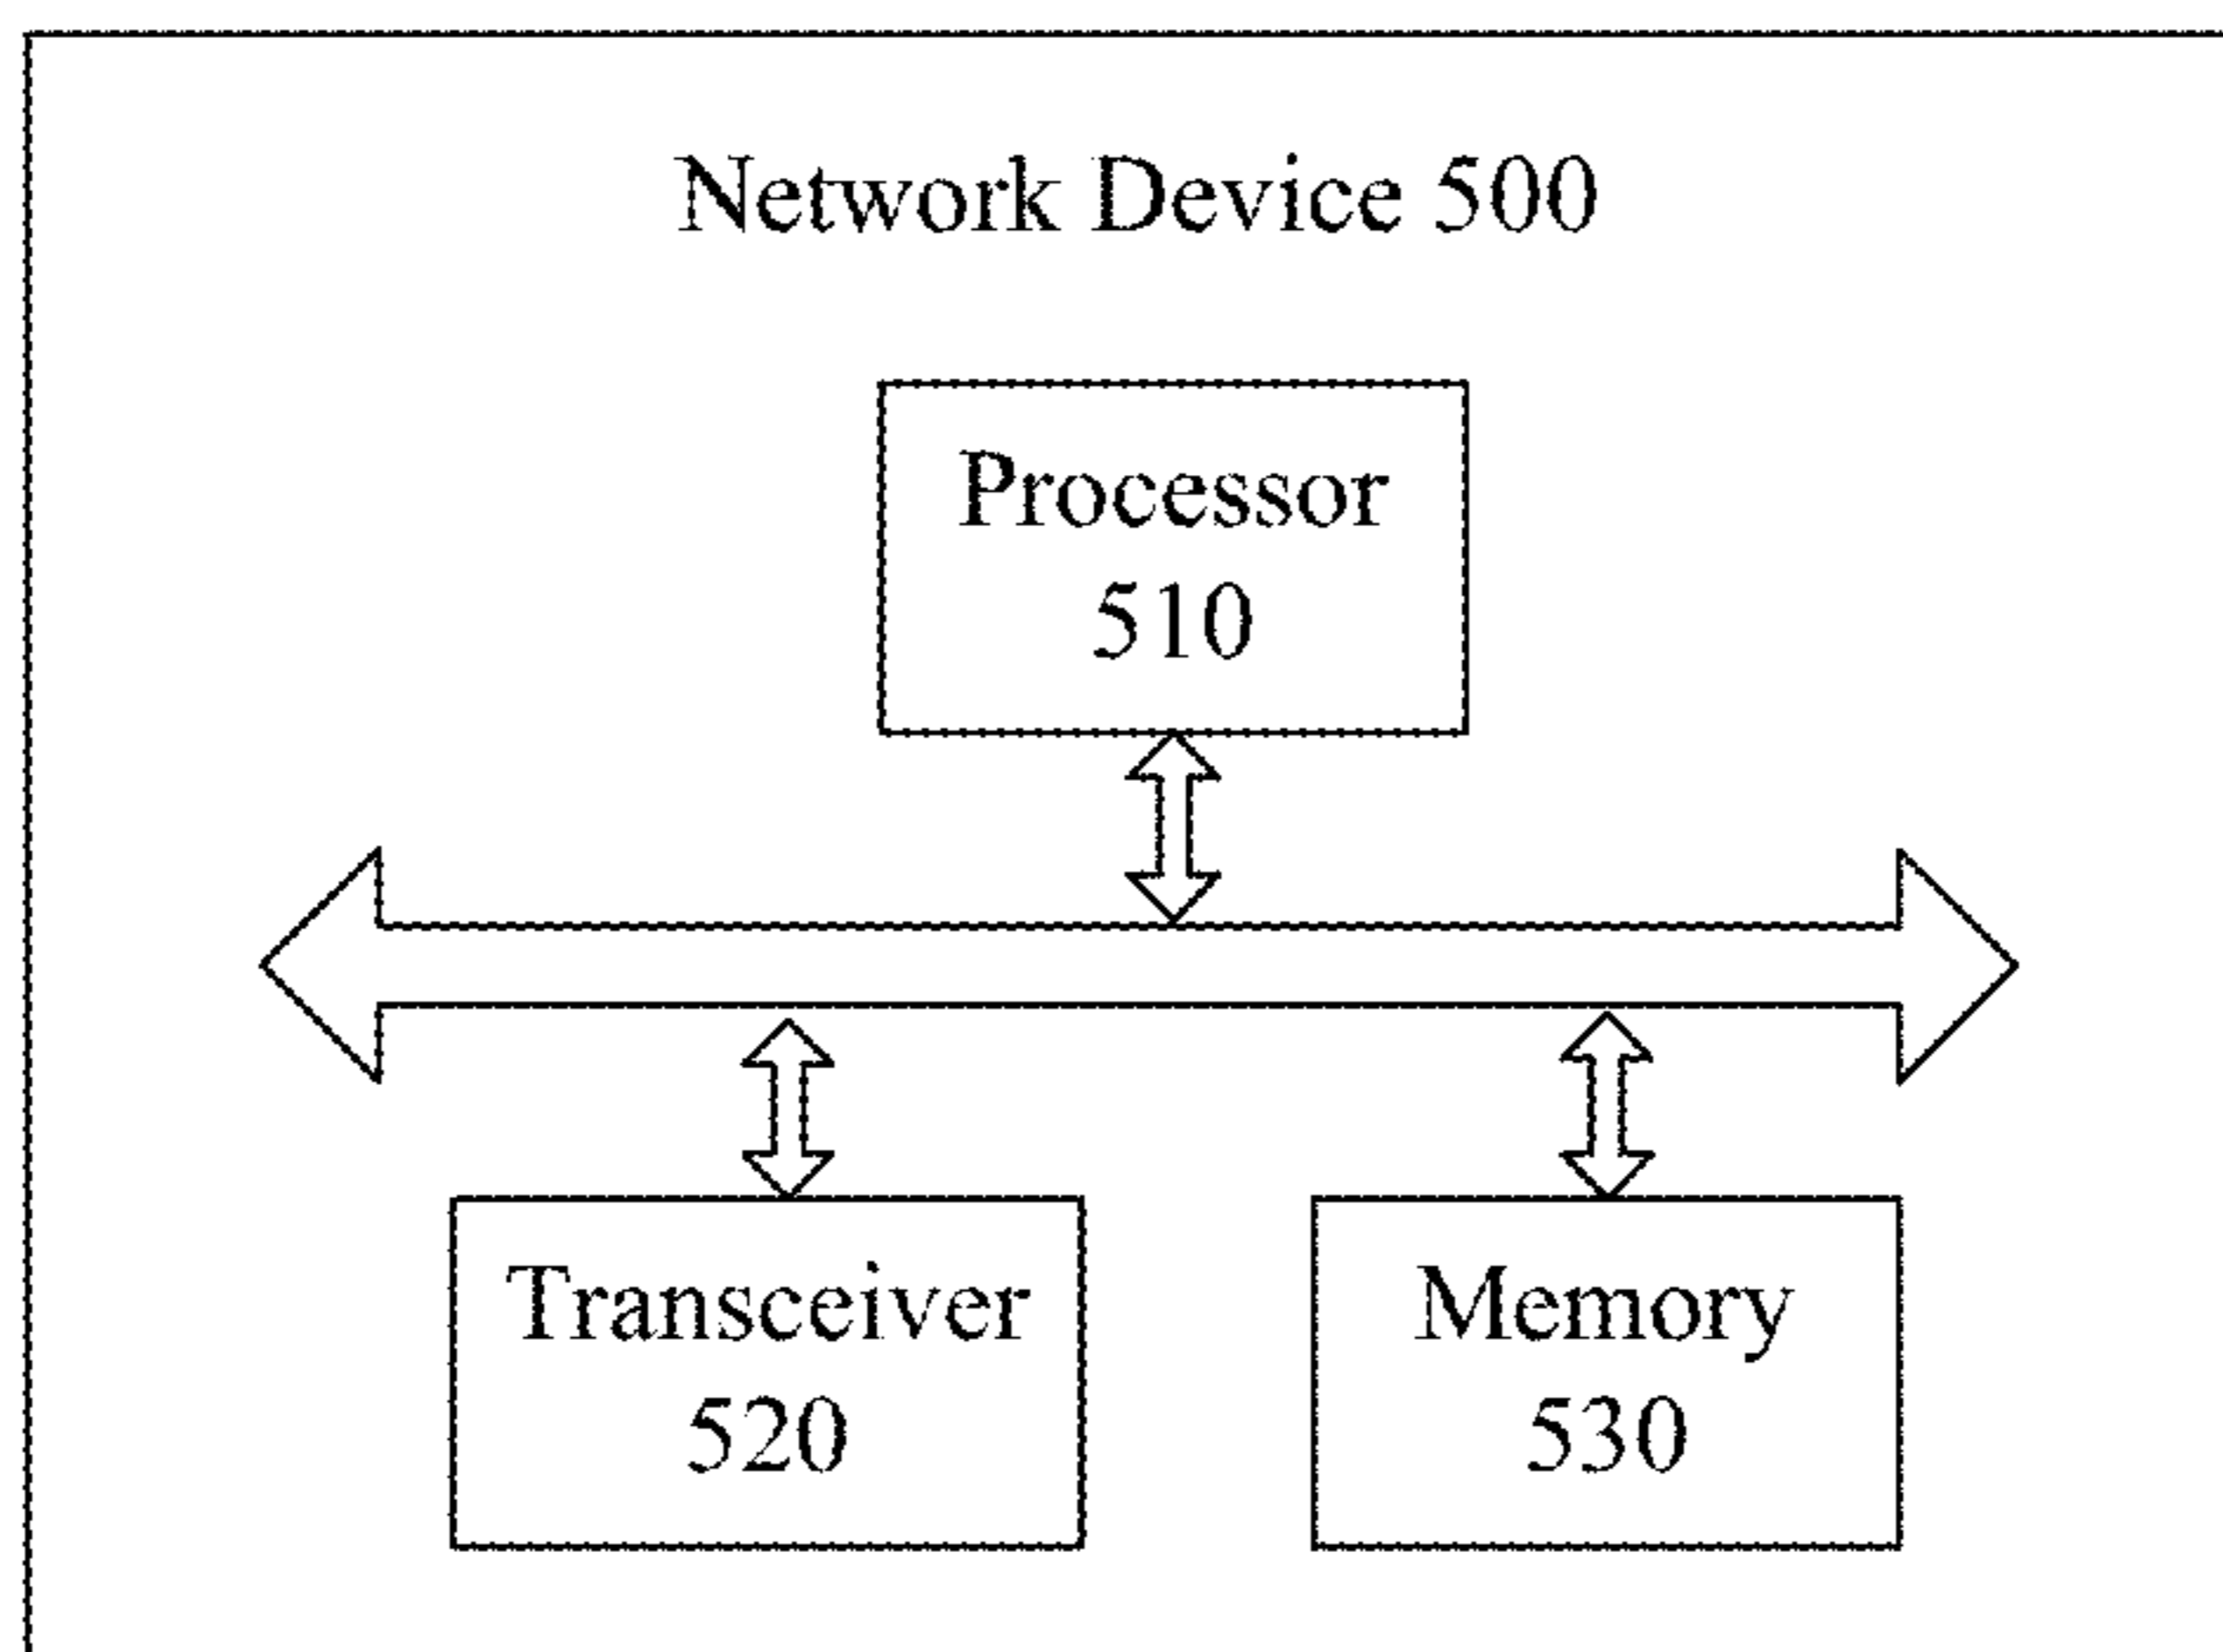 Network Device 500
Processor
510
Transceiver
520
Memory
530